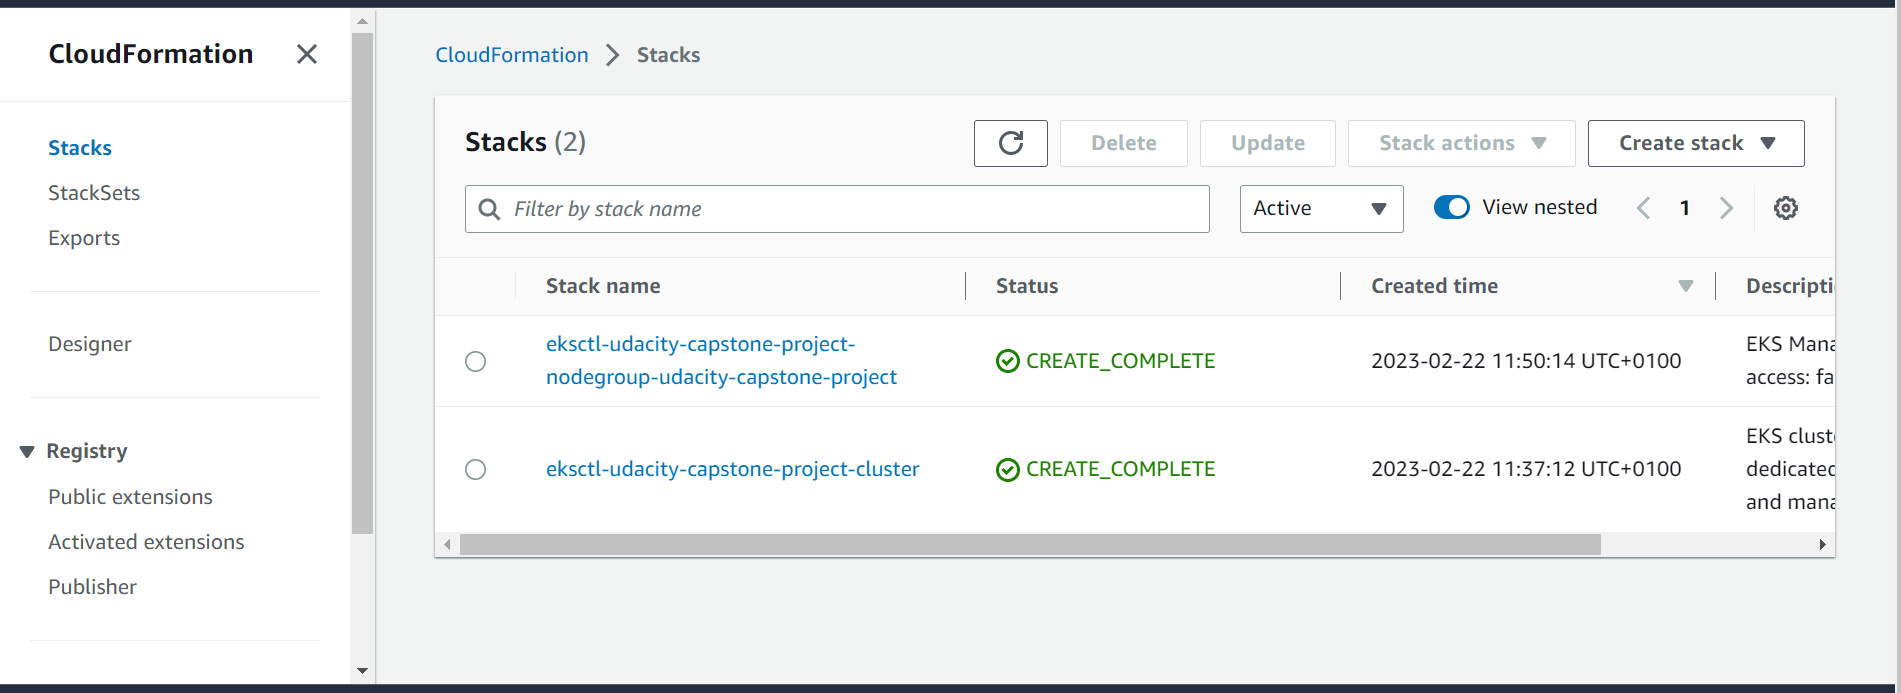 CloudFormation
Stacks
StackSets
Exports
Designer
Registry
Public extensions
Activated extensions
Publisher
CloudFormation > Stacks
Stacks (2)
Delete
Update
Stack actions
Create stack
Filter by stack name
Active
View nested
1
Stack name
Status
Created time
Descripti
eksctl-udacity-capstone-project-
nodegroup-udacity-capstone-project
CREATE_COMPLETE
2023-02-22 11:50:14 UTC+0100
EKS Mana
access: fa
eksctl-udacity-capstone-project-cluster
CREATE_COMPLETE
2023-02-22 11:37:12 UTC+0100
EKS clust
dedicated
and mana